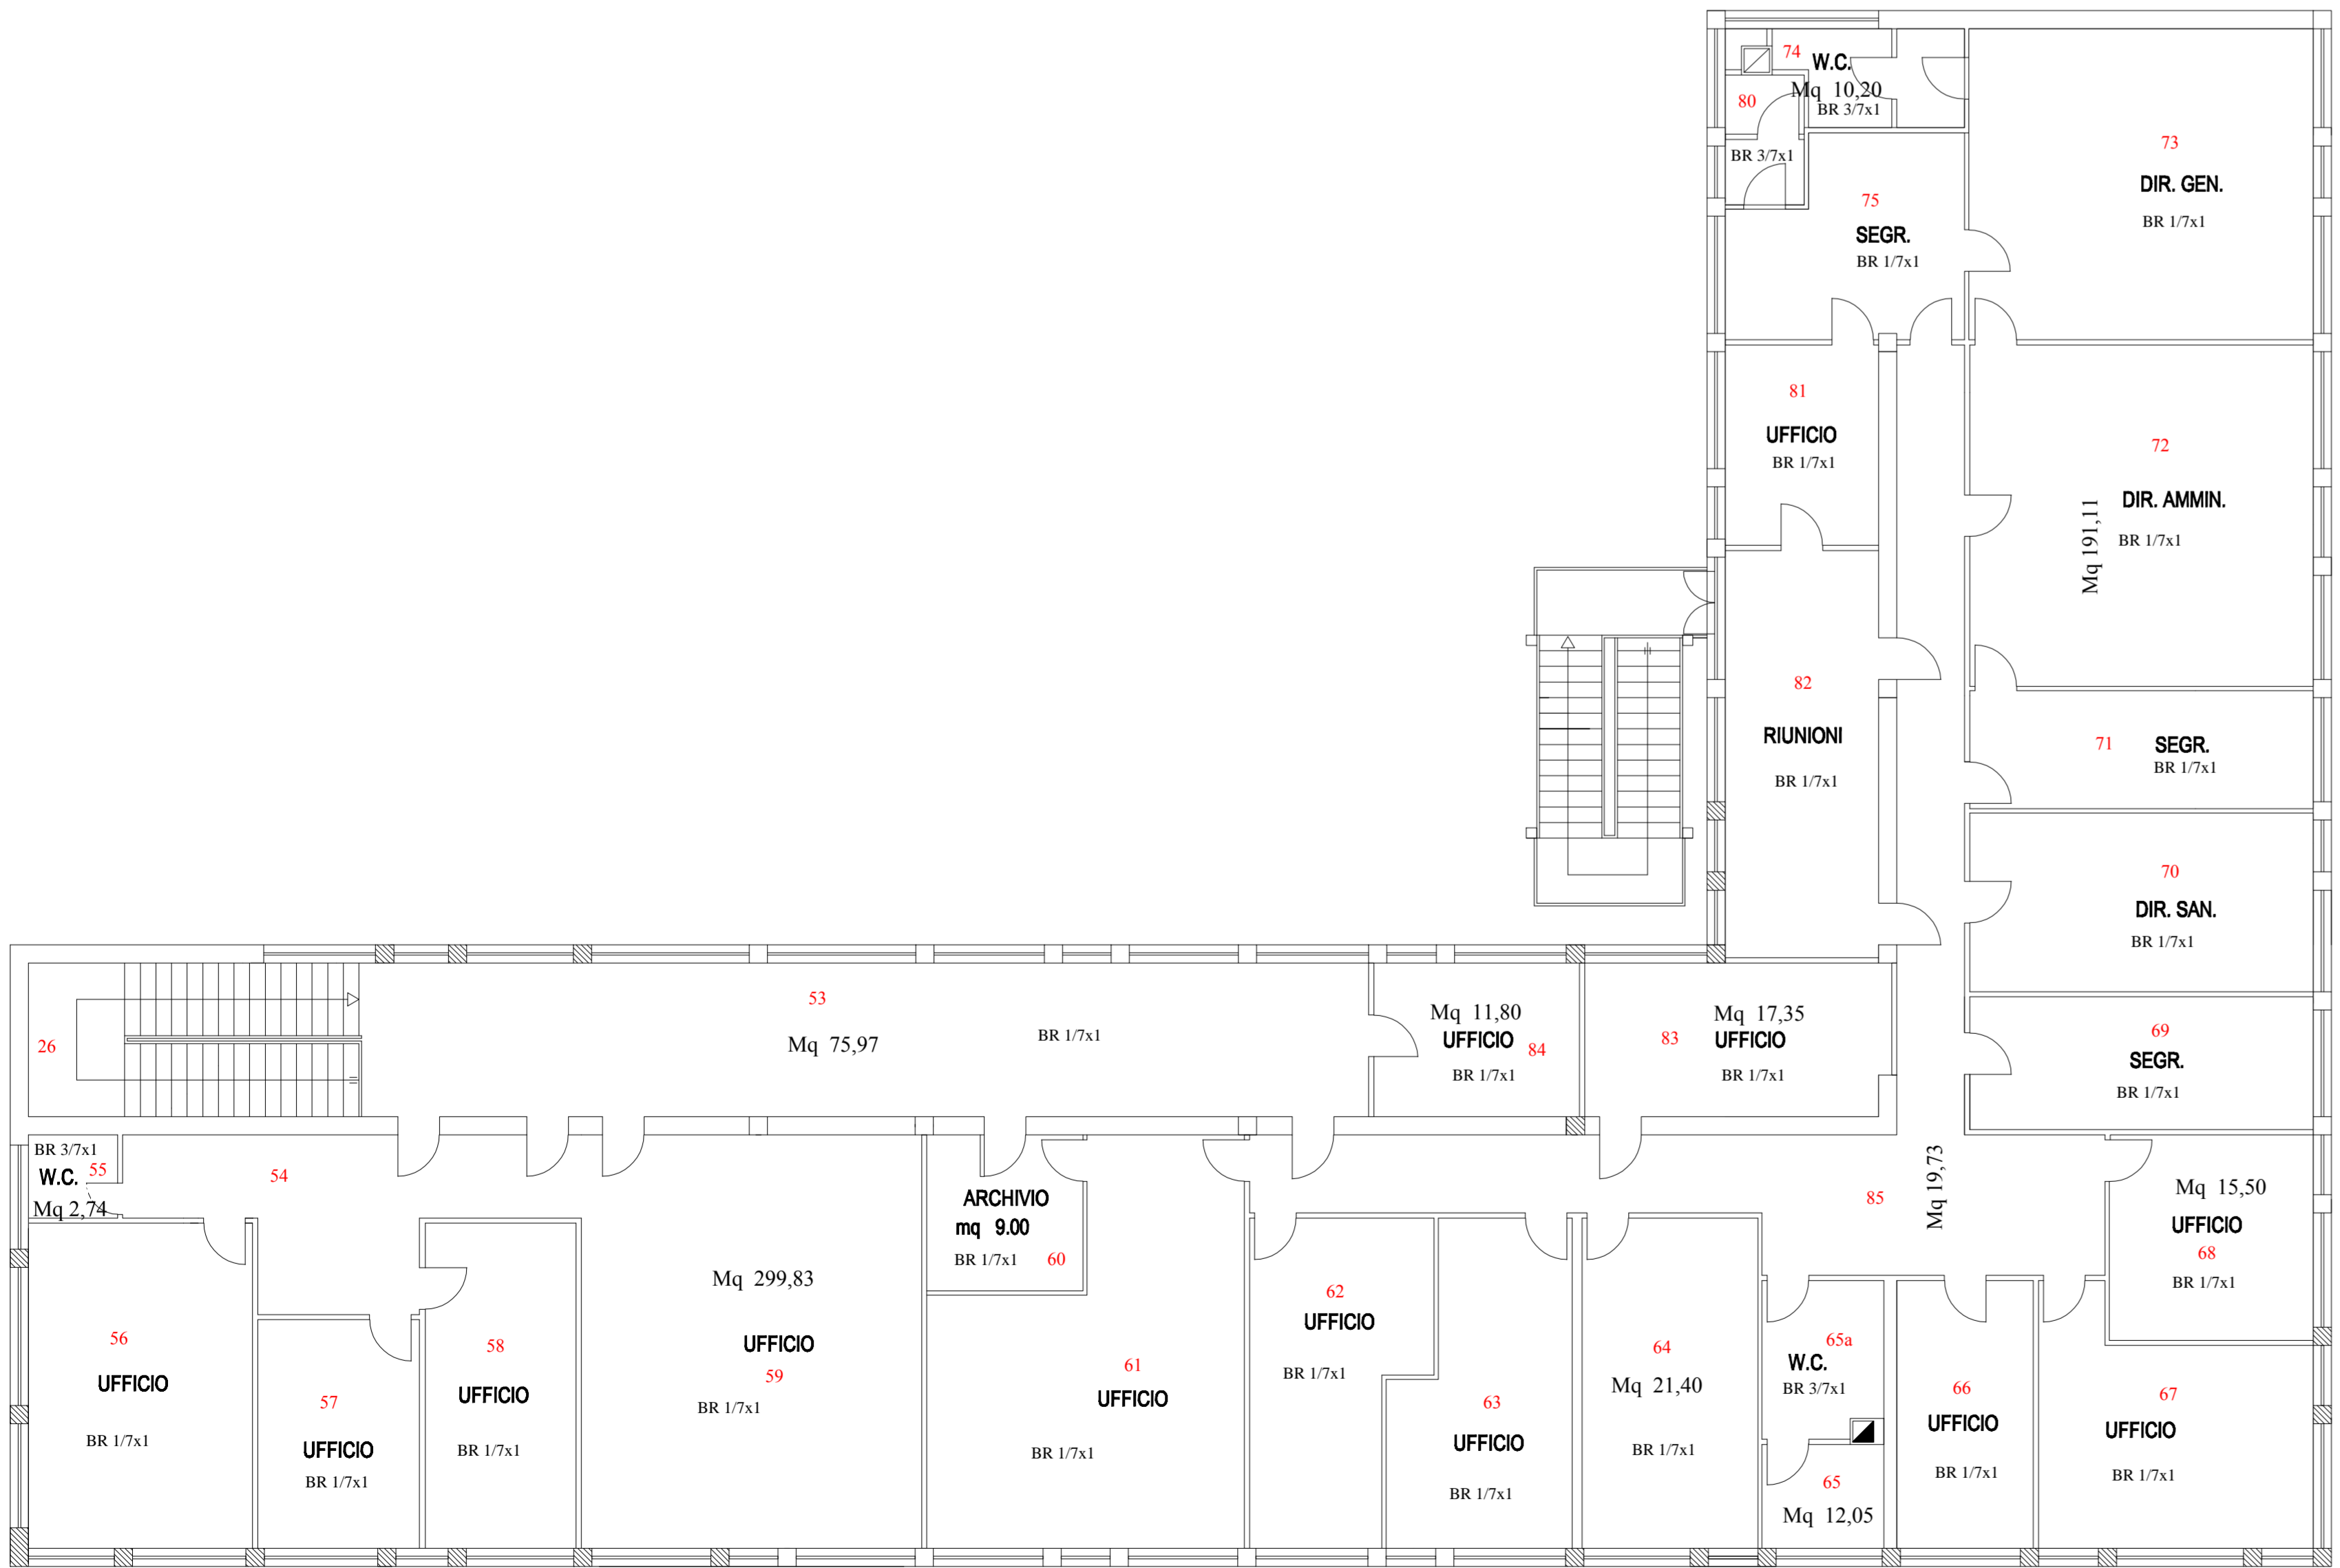 74
W.C.
Mq 10,20
BR 3/7x1
80
BR 3/7x1
73
DIR. GEN.
BR 1/7x1
75
SEGR.
BR 1/7x1
81
UFFICIO
BR 1/7x1
72
DIR. AMMIN.
BR 1/7x1
Mq 191,11
82
RIUNIONI
BR 1/7x1
71
SEGR.
BR 1/7x1
70
DIR. SAN.
BR 1/7x1
69
SEGR.
BR 1/7x1
26
53
Mq 75,97
BR 1/7x1
Mq 11,80
UFFICIO
84
BR 1/7x1
Mq 17,35
83
UFFICIO
BR 1/7x1
BR 3/7x1
55
W.C.
Mq 2,74
54
ARCHIVIO
mq 9.00
BR 1/7x1
60
85
Mq 19,73
Mq 15,50
UFFICIO
68
BR 1/7x1
56
UFFICIO
BR 1/7x1
57
UFFICIO
BR 1/7x1
58
UFFICIO
BR 1/7x1
Mq 299,83
UFFICIO
59
BR 1/7x1
61
UFFICIO
BR 1/7x1
62
UFFICIO
BR 1/7x1
63
UFFICIO
BR 1/7x1
64
Mq 21,40
BR 1/7x1
65a
W.C.
BR 3/7x1
65
Mq 12,05
66
UFFICIO
BR 1/7x1
67
UFFICIO
BR 1/7x1